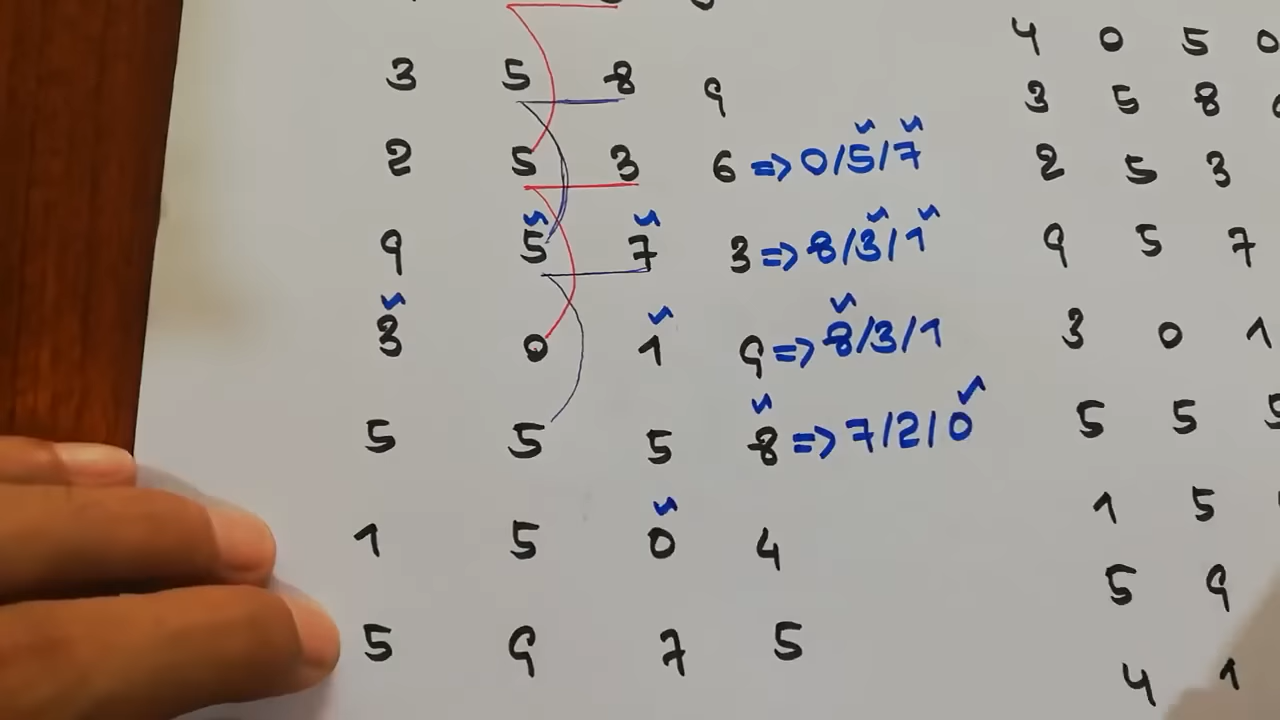 3 5 8 9
2 5 3 6 => 0/5/7
9 5 7 3 => 8/3/1
3 0 1 9 => 8/3/1
5 5 5 8 => 7/2/0
1 5 0 4
5 9 7 5
4 0 5 0
3 5 8
2 5 3
9 5 7
3 0 1
5 5 5
1 5
5 9
4 1